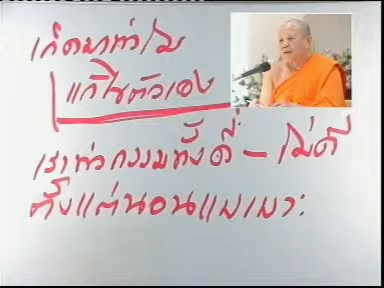 เกิดมาทำไม
แก้ไขตัวเอง
เราทำกรรมทั้งดี - ไม่ดี
ตั้งแต่นอนแบเบาะ